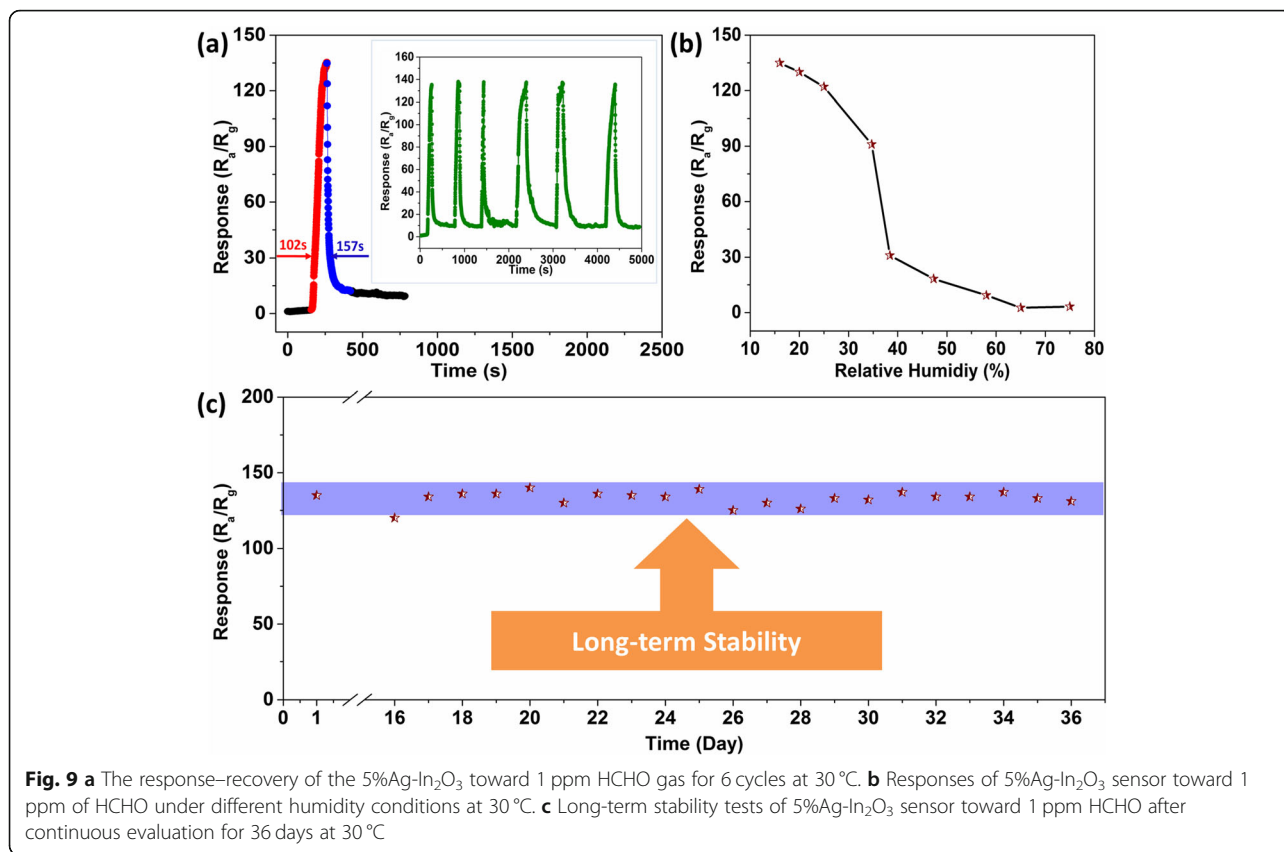 (a)
150
120
90
60
30
0
Response (Ra/Rg)
102s
157s
0 500 1000 1500 2000 2500
Time (s)
160
140
120
100
80
60
40
20
0
Response (Ra/Rg)
0 1000 2000 3000 4000 5000
Time (s)
(b)
150
120
90
60
30
0
Response (Ra/Rg)
10 20 30 40 50 60 70 80
Relative Humidiy (%)
(c)
200
150
100
50
0
Response (Ra/Rg)
Long-term Stability
0 1 16 18 20 22 24 26 28 30 32 34 36
Time (Day)
Fig. 9 a The response–recovery of the 5%Ag-In₂O₃ toward 1 ppm HCHO gas for 6 cycles at 30 °C. b Responses of 5%Ag-In₂O₃ sensor toward 1
ppm of HCHO under different humidity conditions at 30 °C. c Long-term stability tests of 5%Ag-In₂O₃ sensor toward 1 ppm HCHO after
continuous evaluation for 36 days at 30 °C